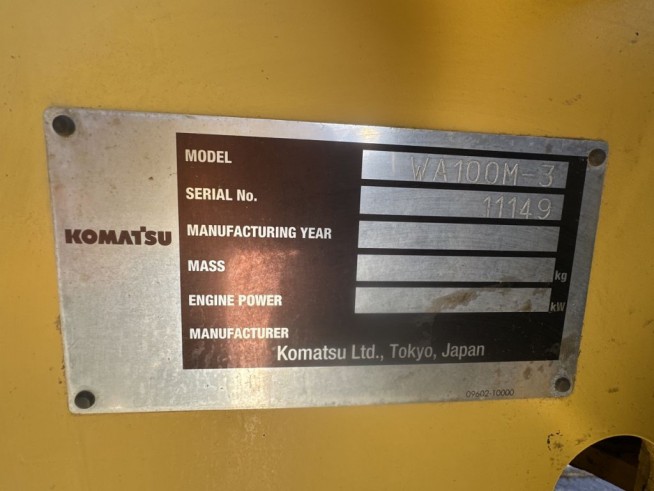 KOMATSU
MODEL WA100M-3
SERIAL No. 11149
MANUFACTURING YEAR
MASS kg
ENGINE POWER kW
MANUFACTURER
Komatsu Ltd., Tokyo, Japan
09602-10000